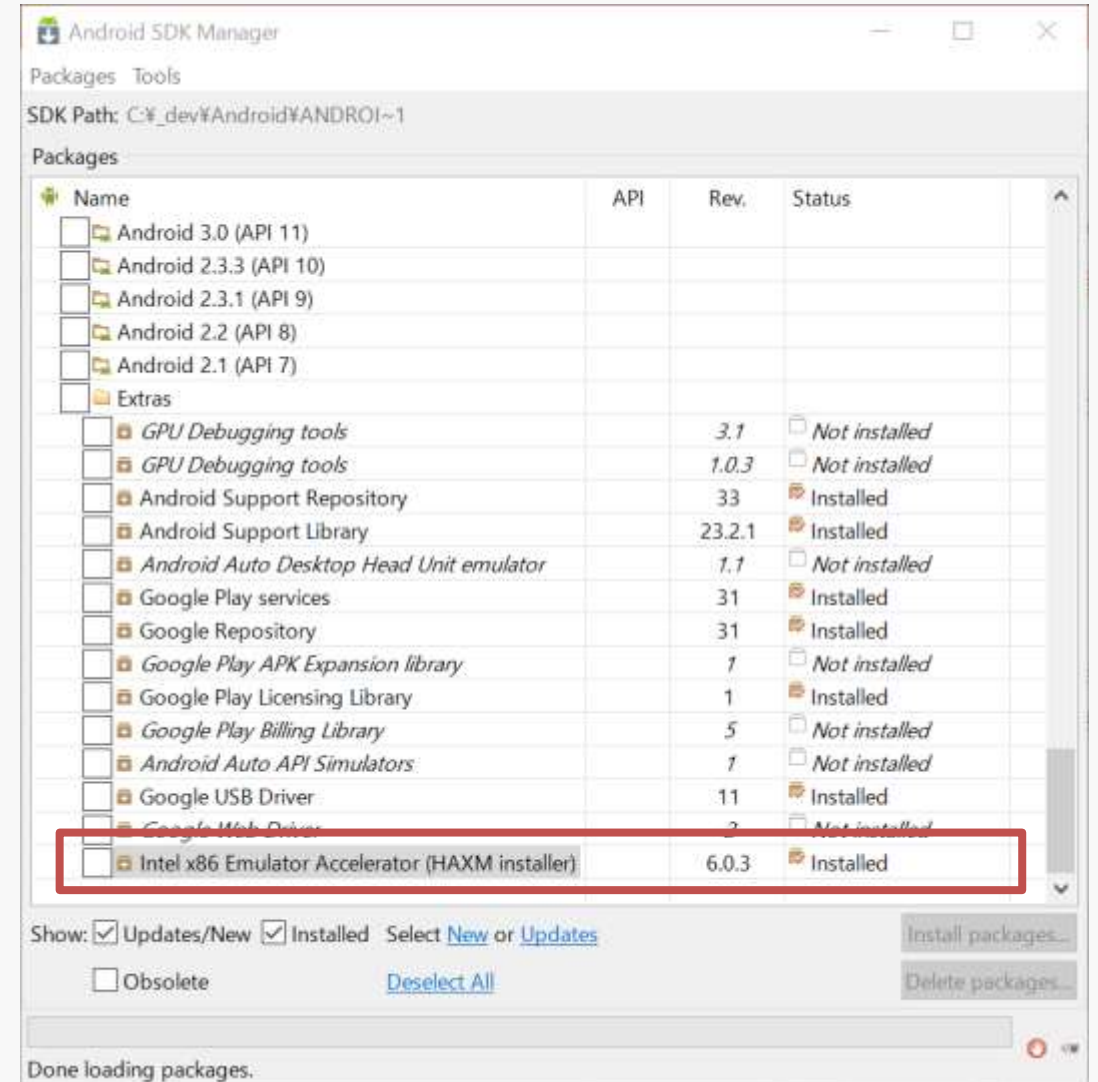 Android SDK Manager
Packages Tools
SDK Path: C:¥_dev¥Android¥ANDROI~1
Packages
Name API Rev. Status
Android 3.0 (API 11)
Android 2.3.3 (API 10)
Android 2.3.1 (API 9)
Android 2.2 (API 8)
Android 2.1 (API 7)
Extras
GPU Debugging tools 3.1 Not installed
GPU Debugging tools 1.0.3 Not installed
Android Support Repository 33 Installed
Android Support Library 23.2.1 Installed
Android Auto Desktop Head Unit emulator 1.1 Not installed
Google Play services 31 Installed
Google Repository 31 Installed
Google Play APK Expansion library 1 Not installed
Google Play Licensing Library 1 Installed
Google Play Billing Library 5 Not installed
Android Auto API Simulators 1 Not installed
Google USB Driver 11 Installed
Google Web Driver 2 Not installed
Intel x86 Emulator Accelerator (HAXM installer) 6.0.3 Installed
Show: Updates/New Installed Select New or Updates Install packages...
Obsolete Deselect All Delete packages...
Done loading packages.